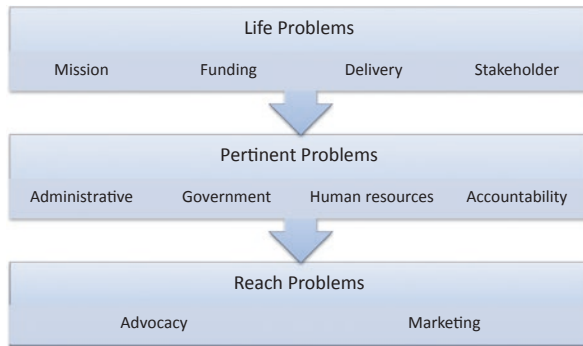 Life Problems
Mission Funding Delivery Stakeholder
Pertinent Problems
Administrative Government Human resources Accountability
Reach Problems
Advocacy Marketing